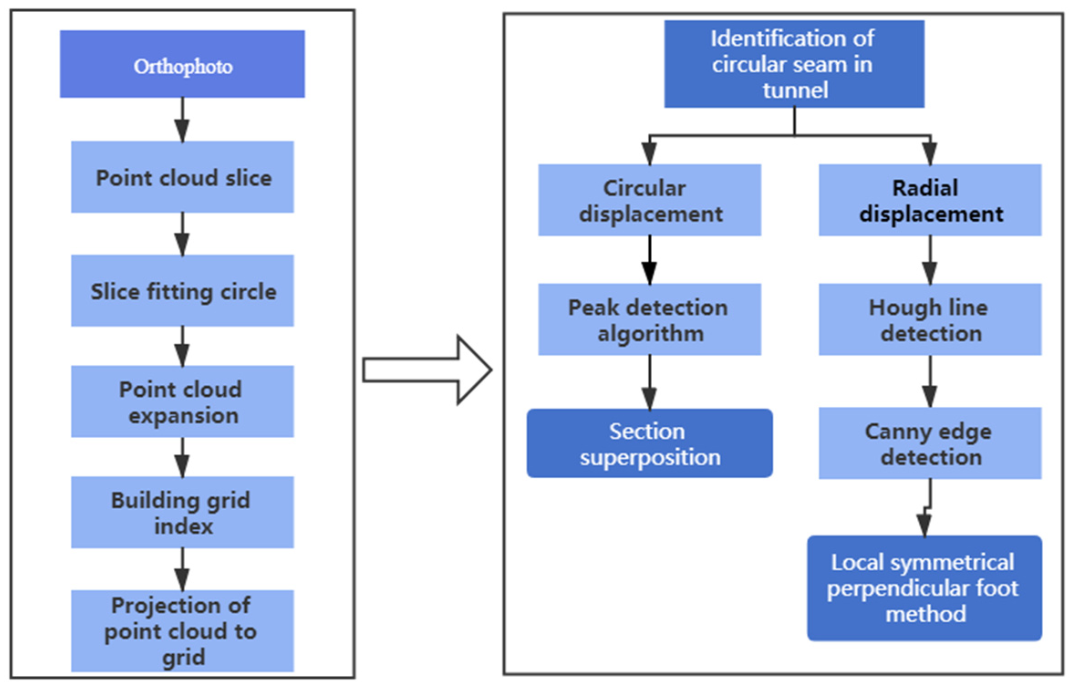 Orthophoto
Point cloud slice
Slice fitting circle
Point cloud
expansion
Building grid
index
Projection of
point cloud to
grid
Identification of
circular seam in
tunnel
Circular
displacement
Peak detection
algorithm
Section
superposition
Radial
displacement
Hough line
detection
Canny edge
detection
Local symmetrical
perpendicular foot
method